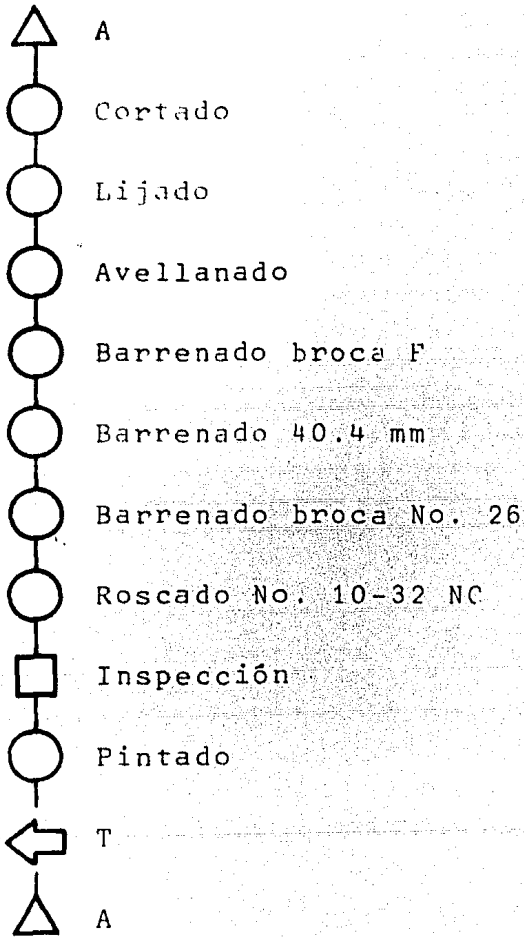 A
Cortado
Lijado
Avellanado
Barrenado broca F
Barrenado 40.4 mm
Barrenado broca No. 26
Roscado No. 10-32 NC
Inspección
Pintado
T
A